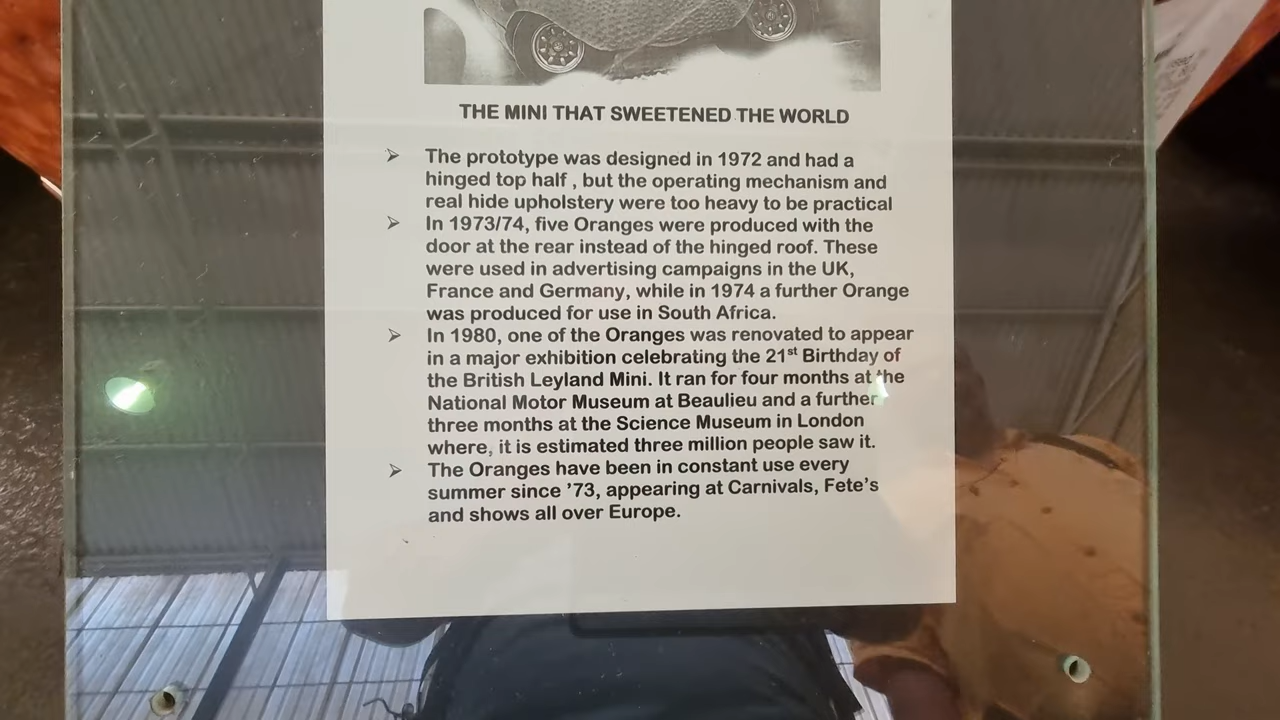 THE MINI THAT SWEETENED THE WORLD
➢ The prototype was designed in 1972 and had a
hinged top half , but the operating mechanism and
real hide upholstery were too heavy to be practical
➢ In 1973/74, five Oranges were produced with the
door at the rear instead of the hinged roof. These
were used in advertising campaigns in the UK,
France and Germany, while in 1974 a further Orange
was produced for use in South Africa.
➢ In 1980, one of the Oranges was renovated to appear
in a major exhibition celebrating the 21st Birthday of
the British Leyland Mini. It ran for four months at the
National Motor Museum at Beaulieu and a further
three months at the Science Museum in London
where, it is estimated three million people saw it.
➢ The Oranges have been in constant use every
summer since ’73, appearing at Carnivals, Fete’s
and shows all over Europe.